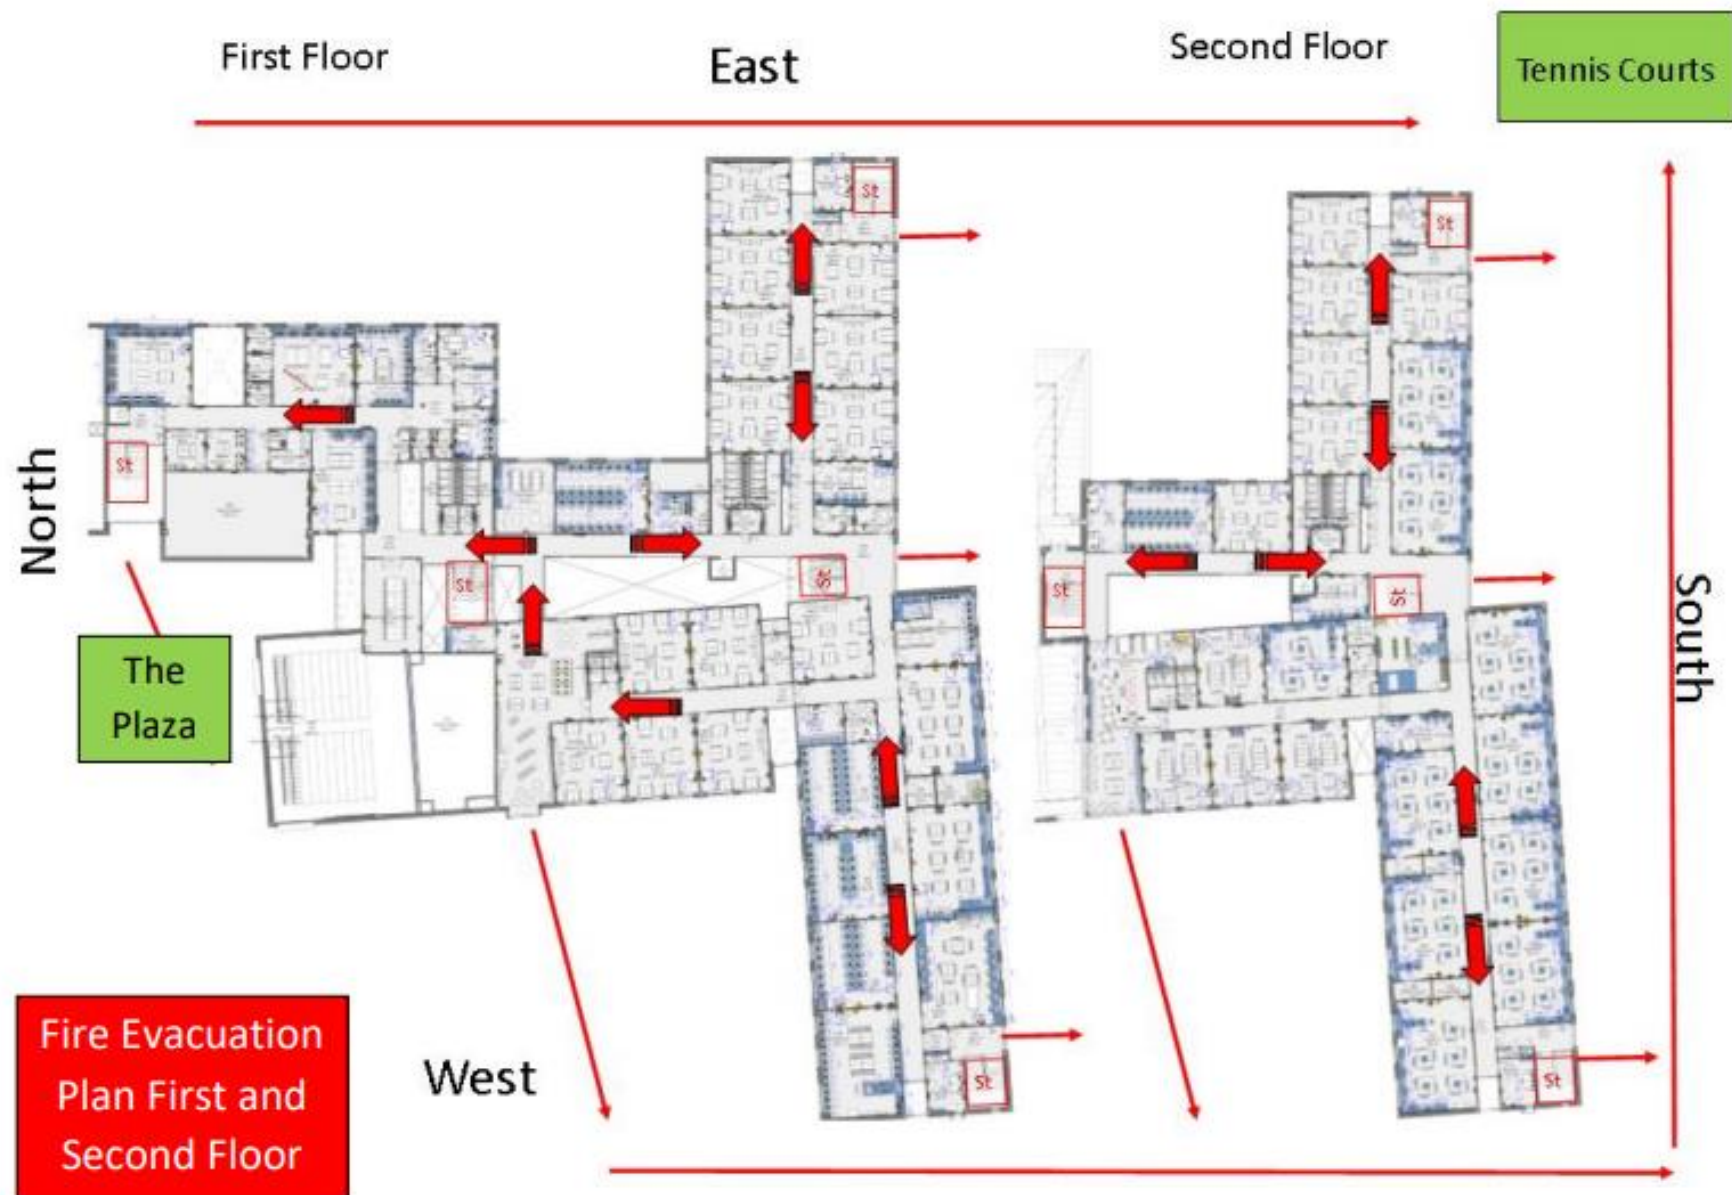 First Floor
East
Second Floor
Tennis Courts
St
St
St
North
St
St
St
St
St
The
Plaza
South
Fire Evacuation
Plan First and
Second Floor
West
St
St